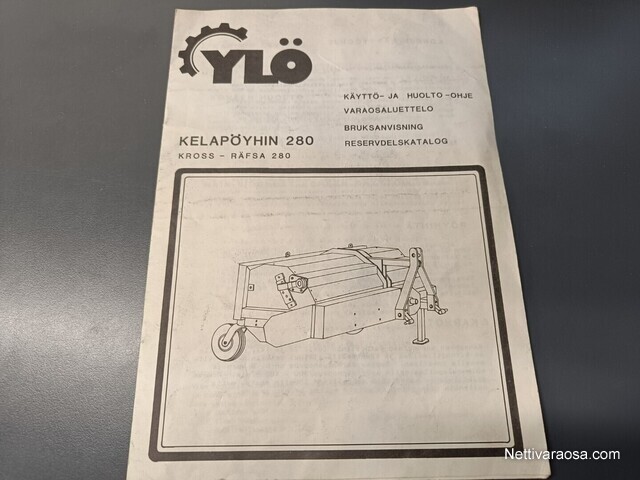 YLÖ
KÄYTTÖ- JA HUOLTO-OHJE
VARAOSALUETTELO
BRUKSANVISNING
RESERVDELSKATALOG
KELAPÖYHIN 280
KROSS - RÄFSA 280
Nettivaraosa.com